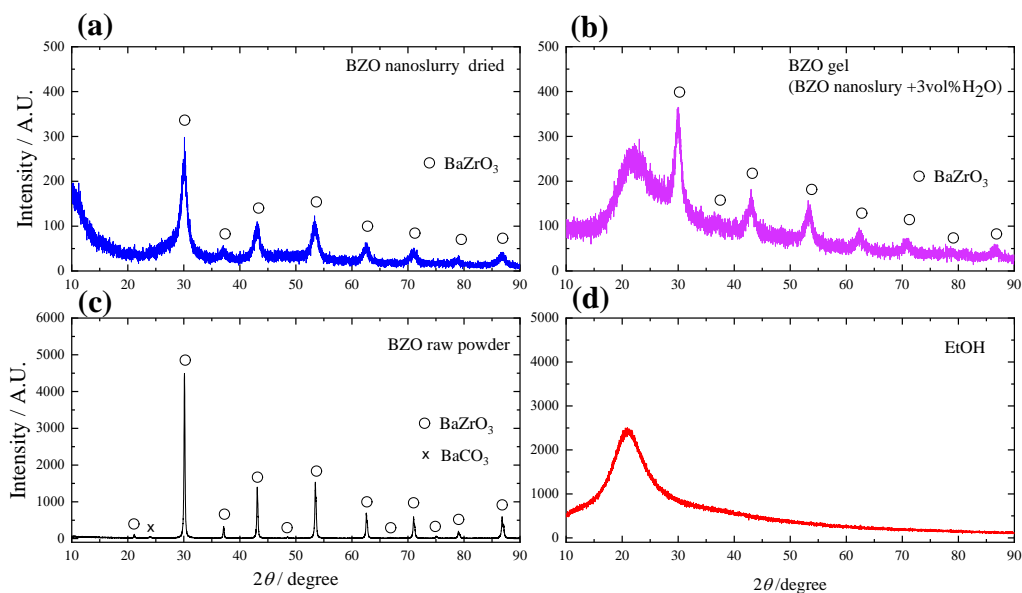 (a)
BZO nanoslurry dried
BaZrO3
Intensity / A.U.
500
400
300
200
100
0
10 20 30 40 50 60 70 80 90
(b)
BZO gel
(BZO nanoslury +3vol%H2O)
BaZrO3
500
400
300
200
100
0
10 20 30 40 50 60 70 80 90
(c)
BZO raw powder
BaZrO3
x BaCO3
x
Intensity / A.U.
6000
5000
4000
3000
2000
1000
0
10 20 30 40 50 60 70 80 90
2θ / degree
(d)
EtOH
5000
4000
3000
2000
1000
0
10 20 30 40 50 60 70 80 90
2θ /degree